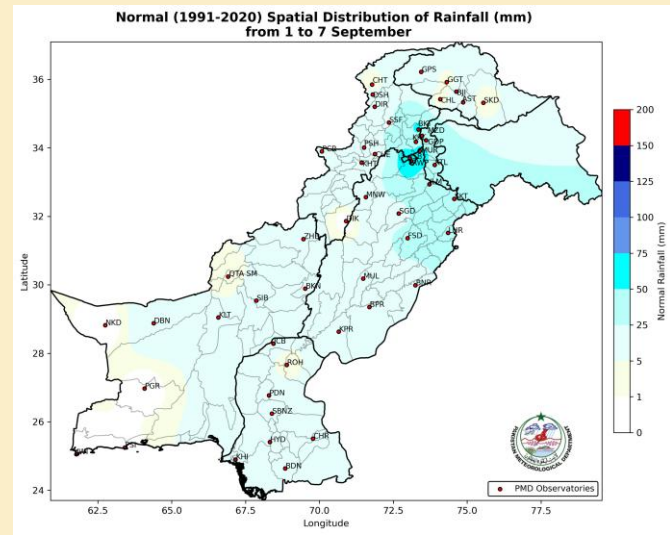 Normal (1991-2020) Spatial Distribution of Rainfall (mm)
from 1 to 7 September
36
34
32
30
28
26
24
Latitude
62.5
65.0
67.5
70.0
72.5
75.0
77.5
Longitude
GPS
CHT
GGT
DSH
CHL
AST
SKD
DIR
SSF
PSH
MNW
SGD
DIK
FSD
ZHB
QTA-SM
MUL
BKN
SIB
BNR
BPR
NKD
DBN
KLT
KPR
JCB
ROH
PGR
PDN
SBNZ
HYD
CHR
KHI
BDN
PMD Observatories
PAKISTAN METEOROLOGICAL DEPARTMENT
200
150
125
100
75
50
25
5
1
0
Normal Rainfall (mm)